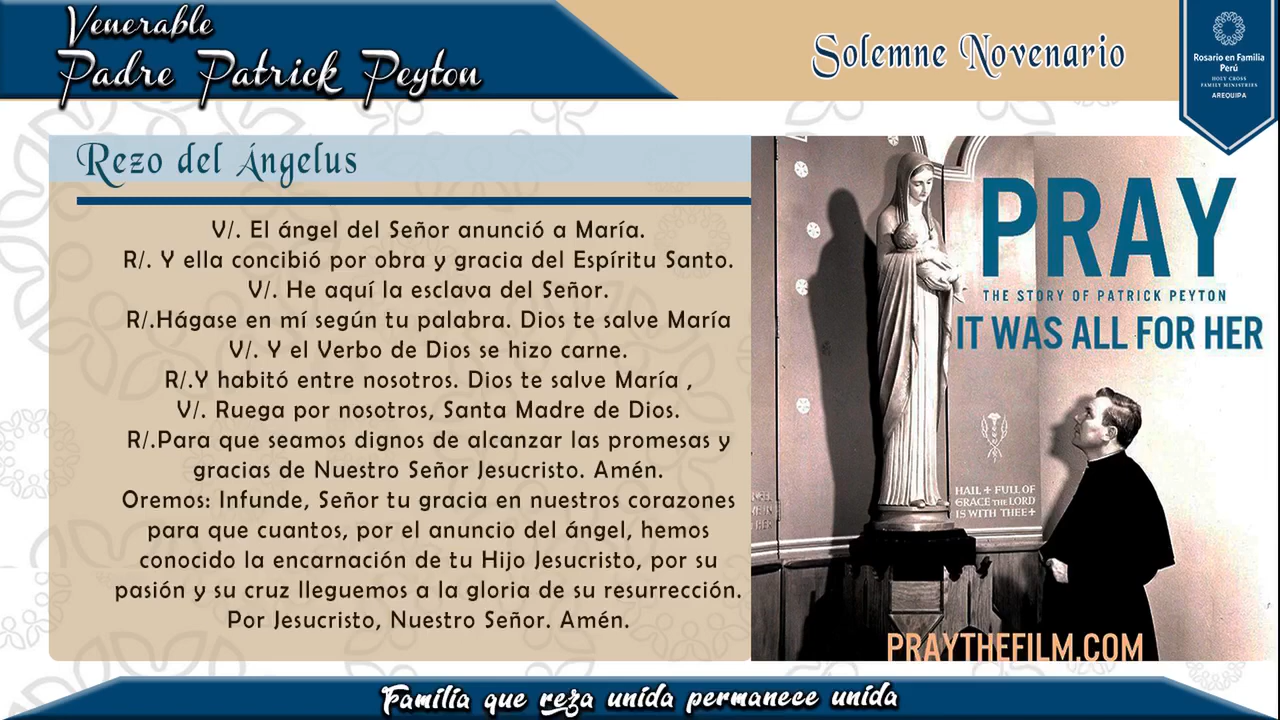 Venerable
Padre Patrick Peyton
Solemne Novenario
Rosario en Familia
Perú
HOLY CROSS
FAMILY MINISTRIES
AREQUIPA
Rezo del Ángelus
V/. El ángel del Señor anunció a María.
R/. Y ella concibió por obra y gracia del Espíritu Santo.
V/. He aquí la esclava del Señor.
R/.Hágase en mí según tu palabra. Dios te salve María
V/. Y el Verbo de Dios se hizo carne.
R/.Y habitó entre nosotros. Dios te salve María ,
V/. Ruega por nosotros, Santa Madre de Dios.
R/.Para que seamos dignos de alcanzar las promesas y
gracias de Nuestro Señor Jesucristo. Amén.
Oremos: Infunde, Señor tu gracia en nuestros corazones
para que cuantos, por el anuncio del ángel, hemos
conocido la encarnación de tu Hijo Jesucristo, por su
pasión y su cruz lleguemos a la gloria de su resurrección.
Por Jesucristo, Nuestro Señor. Amén.
PRAY
THE STORY OF PATRICK PEYTON
IT WAS ALL FOR HER
HAIL + FULL OF
GRACE THE LORD
IS WITH THEE+
PRAYTHEFILM.COM
Familia que reza unida permanece unida